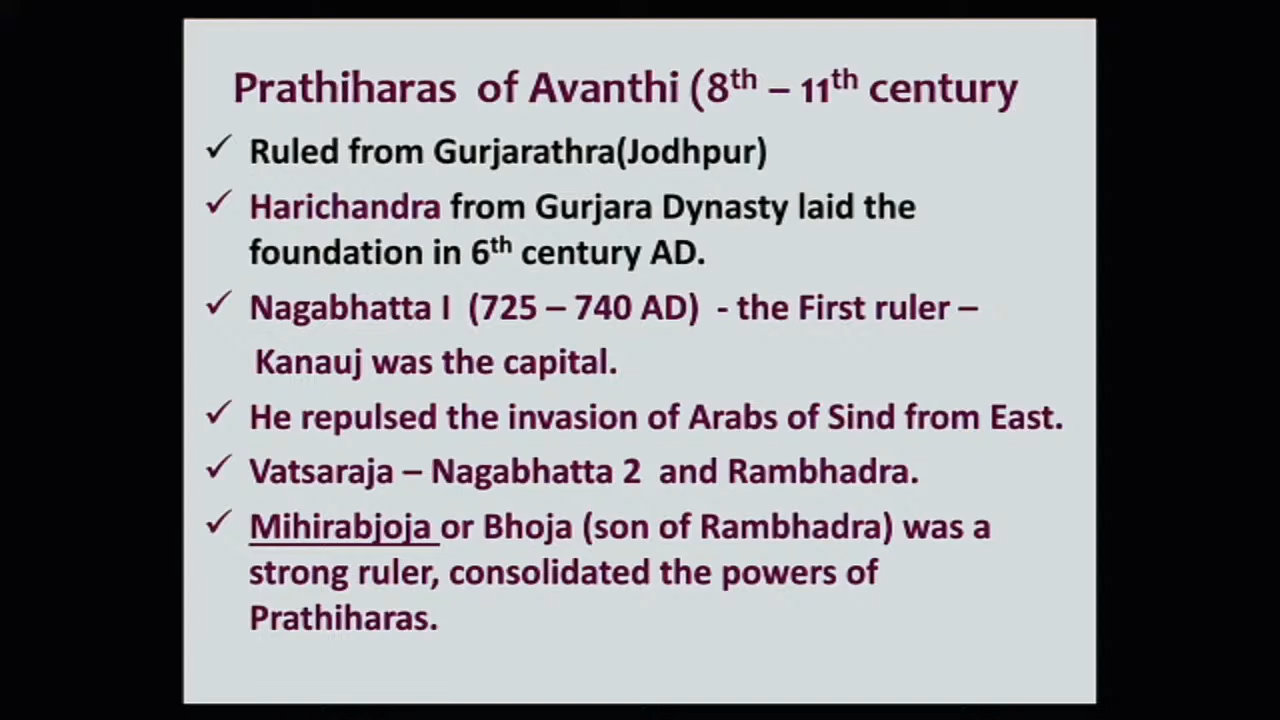 Prathiharas of Avanthi (8th – 11th century
✓ Ruled from Gurjarathra(Jodhpur)
✓ Harichandra from Gurjara Dynasty laid the
foundation in 6th century AD.
✓ Nagabhatta I (725 – 740 AD) - the First ruler –
Kanauj was the capital.
✓ He repulsed the invasion of Arabs of Sind from East.
✓ Vatsaraja – Nagabhatta 2 and Rambhadra.
✓ Mihirabjoja or Bhoja (son of Rambhadra) was a
strong ruler, consolidated the powers of
Prathiharas.